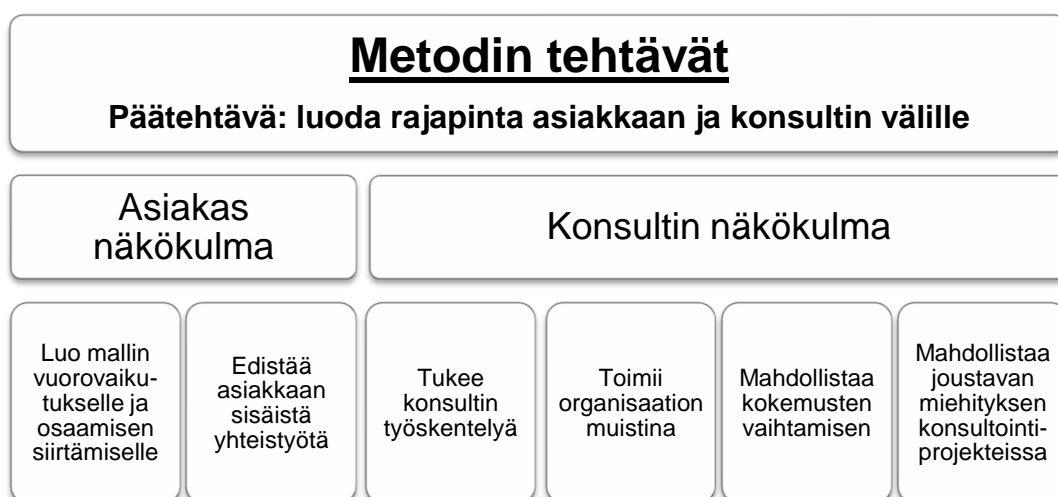 Metodin tehtävät
Päätehtävä: luoda rajapinta asiakkaan ja konsultin välille
Asiakas
näkökulma
Konsultin näkökulma
Luo mallin
vuorovaiku-
tukselle ja
osaamisen
siirtämiselle
Edistää
asiakkaan
sisäistä
yhteistyötä
Tukee
konsultin
työskentelyä
Toimii
organisaation
muistina
Mahdollistaa
kokemusten
vaihtamisen
Mahdollistaa
joustavan
miehityksen
konsultointi-
projekteissa